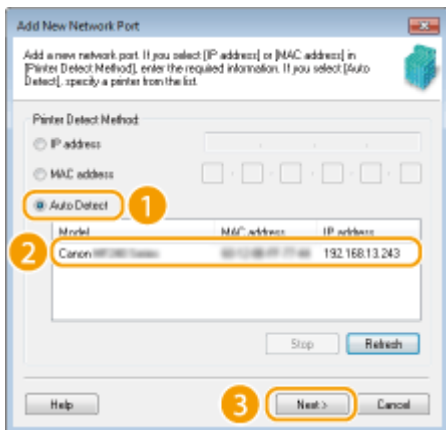 Add New Network Port
Add a new network port. If you select [IP address] or [MAC
address] in
[Printer Detect Method], enter the required information. If you select [Auto
Detect], specify a printer from the list.
Printer Detect Method:
IP address
MAC address
Auto Detect 1
Model MAC address IP address
2 Canon 192.168.13.243
Stop Refresh
Help 3 Next > Cancel